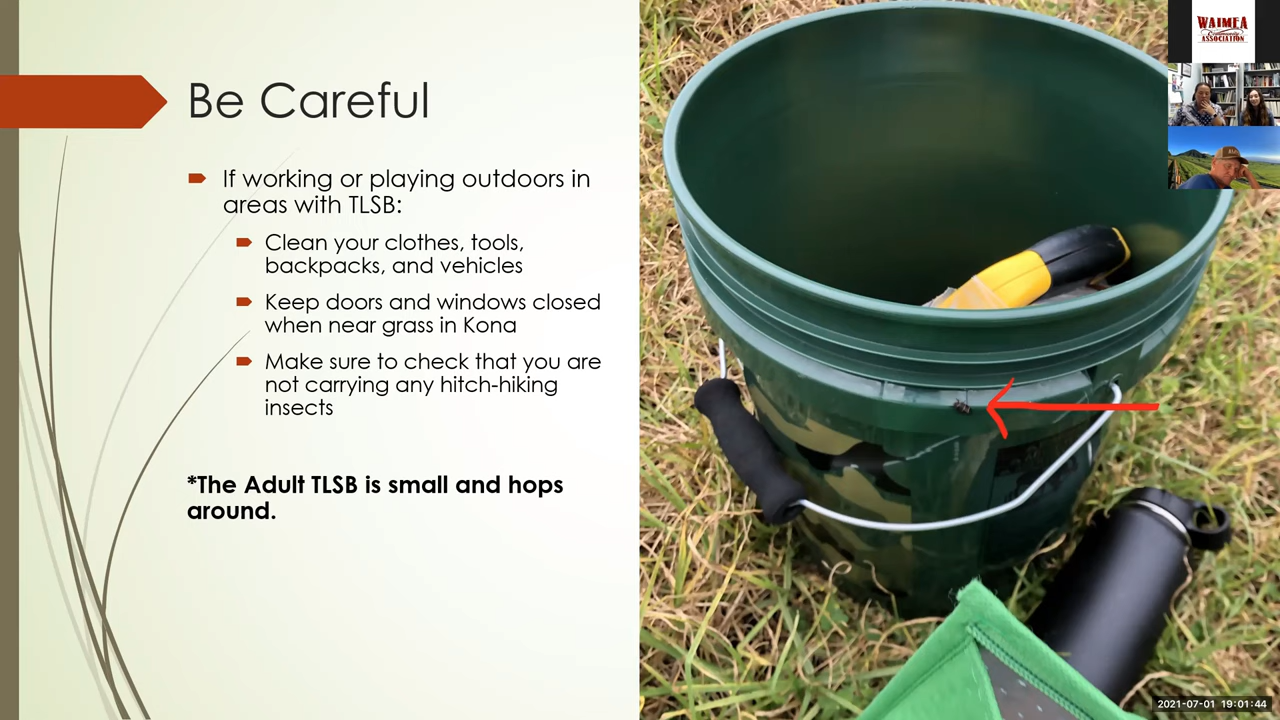 Be Careful
If working or playing outdoors in
areas with TLSB:
Clean your clothes, tools,
backpacks, and vehicles
Keep doors and windows closed
when near grass in Kona
Make sure to check that you are
not carrying any hitch-hiking
insects
*The Adult TLSB is small and hops
around.
WAIMEA
Community
ASSOCIATION
2021-07-01 19:01:44